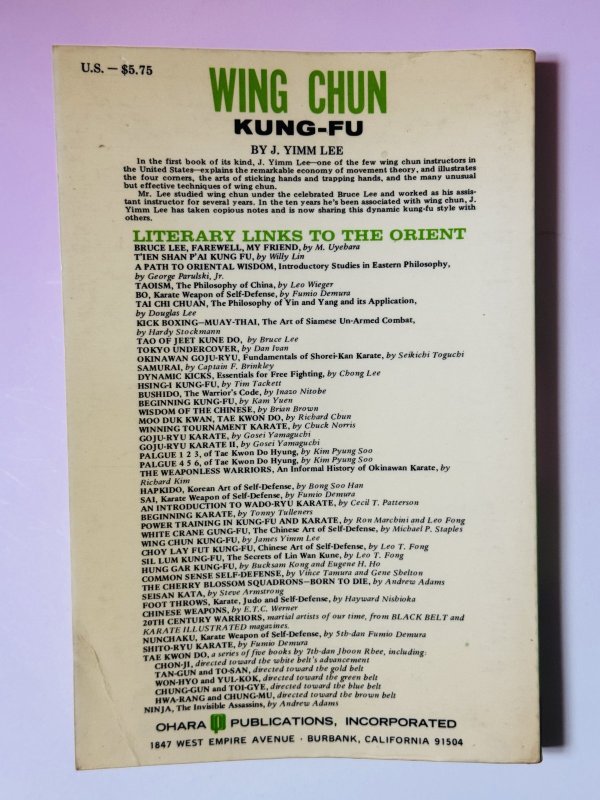 U.S. — $5.75
WING CHUN
KUNG-FU
BY J. YIMM LEE
In the first book of its kind, J. Yimm Lee—one of the few wing chun instructors in
the United States—explains the remarkable economy of movement theory, and illustrates
the four corners, the arts of sticking hands and trapping hands, and the many unusual
but effective techniques of wing chun.
Mr. Lee studied wing chun under the celebrated Bruce Lee and worked as his assis-
tant instructor for several years. In the ten years he's been associated with wing chun, J.
Yimm Lee has taken copious notes and is now sharing this dynamic kung-fu style with
others.
LITERARY LINKS TO THE ORIENT
BRUCE LEE, FAREWELL, MY FRIEND, by M. Uyehara
T'IEN SHAN P'AI KUNG FU, by Willy Lin
A PATH TO ORIENTAL WISDOM, Introductory Studies in Eastern Philosophy,
by George Parulski, Jr.
TAOISM, The Philosophy of China, by Leo Wieger
BO, Karate Weapon of Self-Defense, by Fumio Demura
TAI CHI CHUAN, The Philosophy of Yin and Yang and its Application,
by Douglas Lee
KICK BOXING—MUAY-THAI, The Art of Siamese Un-Armed Combat,
by Hardy Stockmann
TAO OF JEET KUNE DO, by Bruce Lee
TOKYO UNDERCOVER, by Dan Ivan
OKINAWAN GOJU-RYU, Fundamentals of Shorei-Kan Karate, by Seikichi Toguchi
SAMURAI, by Captain F. Brinkley
DYNAMIC KICKS, Essentials for Free Fighting, by Chong Lee
HSING-I KUNG-FU, by Tim Tackett
BUSHIDO, The Warrior's Code, by Inazo Nitobe
BEGINNING KUNG-FU, by Kam Yuen
WISDOM OF THE CHINESE, by Brian Brown
MOO DUK KWAN, TAE KWON DO, by Richard Chun
WINNING TOURNAMENT KARATE, by Chuck Norris
GOJU-RYU KARATE, by Gosei Yamaguchi
GOJU-RYU KARATE II, by Gosei Yamaguchi
PALGUE 1 2 3, of Tae Kwon Do Hyung, by Kim Pyung Soo
PALGUE 4 5 6, of Tae Kwon Do Hyung, by Kim Pyung Soo
THE WEAPONLESS WARRIORS, An Informal History of Okinawan Karate, by
Richard Kim
HAPKIDO, Korean Art of Self-Defense, by Bong Soo Han
SAI, Karate Weapon of Self-Defense, by Fumio Demura
AN INTRODUCTION TO WADO-RYU KARATE, by Cecil T. Patterson
BEGINNING KARATE, by Tonny Tulleners
POWER TRAINING IN KUNG-FU AND KARATE, by Ron Marchini and Leo Fong
WHITE CRANE GUNG-FU, The Chinese Art of Self-Defense, by Michael P. Staples
WING CHUN KUNG-FU, by James Yimm Lee
CHOY LAY FUT KUNG-FU, Chinese Art of Self-Defense, by Leo T. Fong
SIL LUM KUNG-FU, The Secrets of Lin Wan Kune, by Leo T. Fong
HUNG GAR KUNG-FU, by Bucksam Kong and Eugene H. Ho
COMMON SENSE SELF-DEFENSE, by Vince Tamura and Gene Shelton
THE CHERRY BLOSSOM SQUADRONS—BORN TO DIE, by Andrew Adams
SEISAN KATA, by Steve Armstrong
FOOT THROWS, Karate, Judo and Self-Defense, by Hayward Nishioka
CHINESE WEAPONS, by E.T.C. Werner
20TH CENTURY WARRIORS, martial artists of our time, from BLACK BELT and
KARATE ILLUSTRATED magazines.
NUNCHAKU, Karate Weapon of Self-Defense, by 5th-dan Fumio Demura
SHITO-RYU KARATE, by Fumio Demura
TAE KWON DO, a series of five books by 7th-dan Jhoon Rhee, including:
CHON-JI, directed toward the white belt's advancement
TAN-GUN and TO-SAN, directed toward the gold belt
WON-HYO and YUL-KOK, directed toward the green belt
CHUNG-GUN and TOI-GYE, directed toward the blue belt
HWA-RANG and CHUNG-MU, directed toward the brown belt
NINJA, The Invisible Assassins, by Andrew Adams
OHARA PUBLICATIONS, INCORPORATED
1847 WEST EMPIRE AVENUE · BURBANK, CALIFORNIA 91504